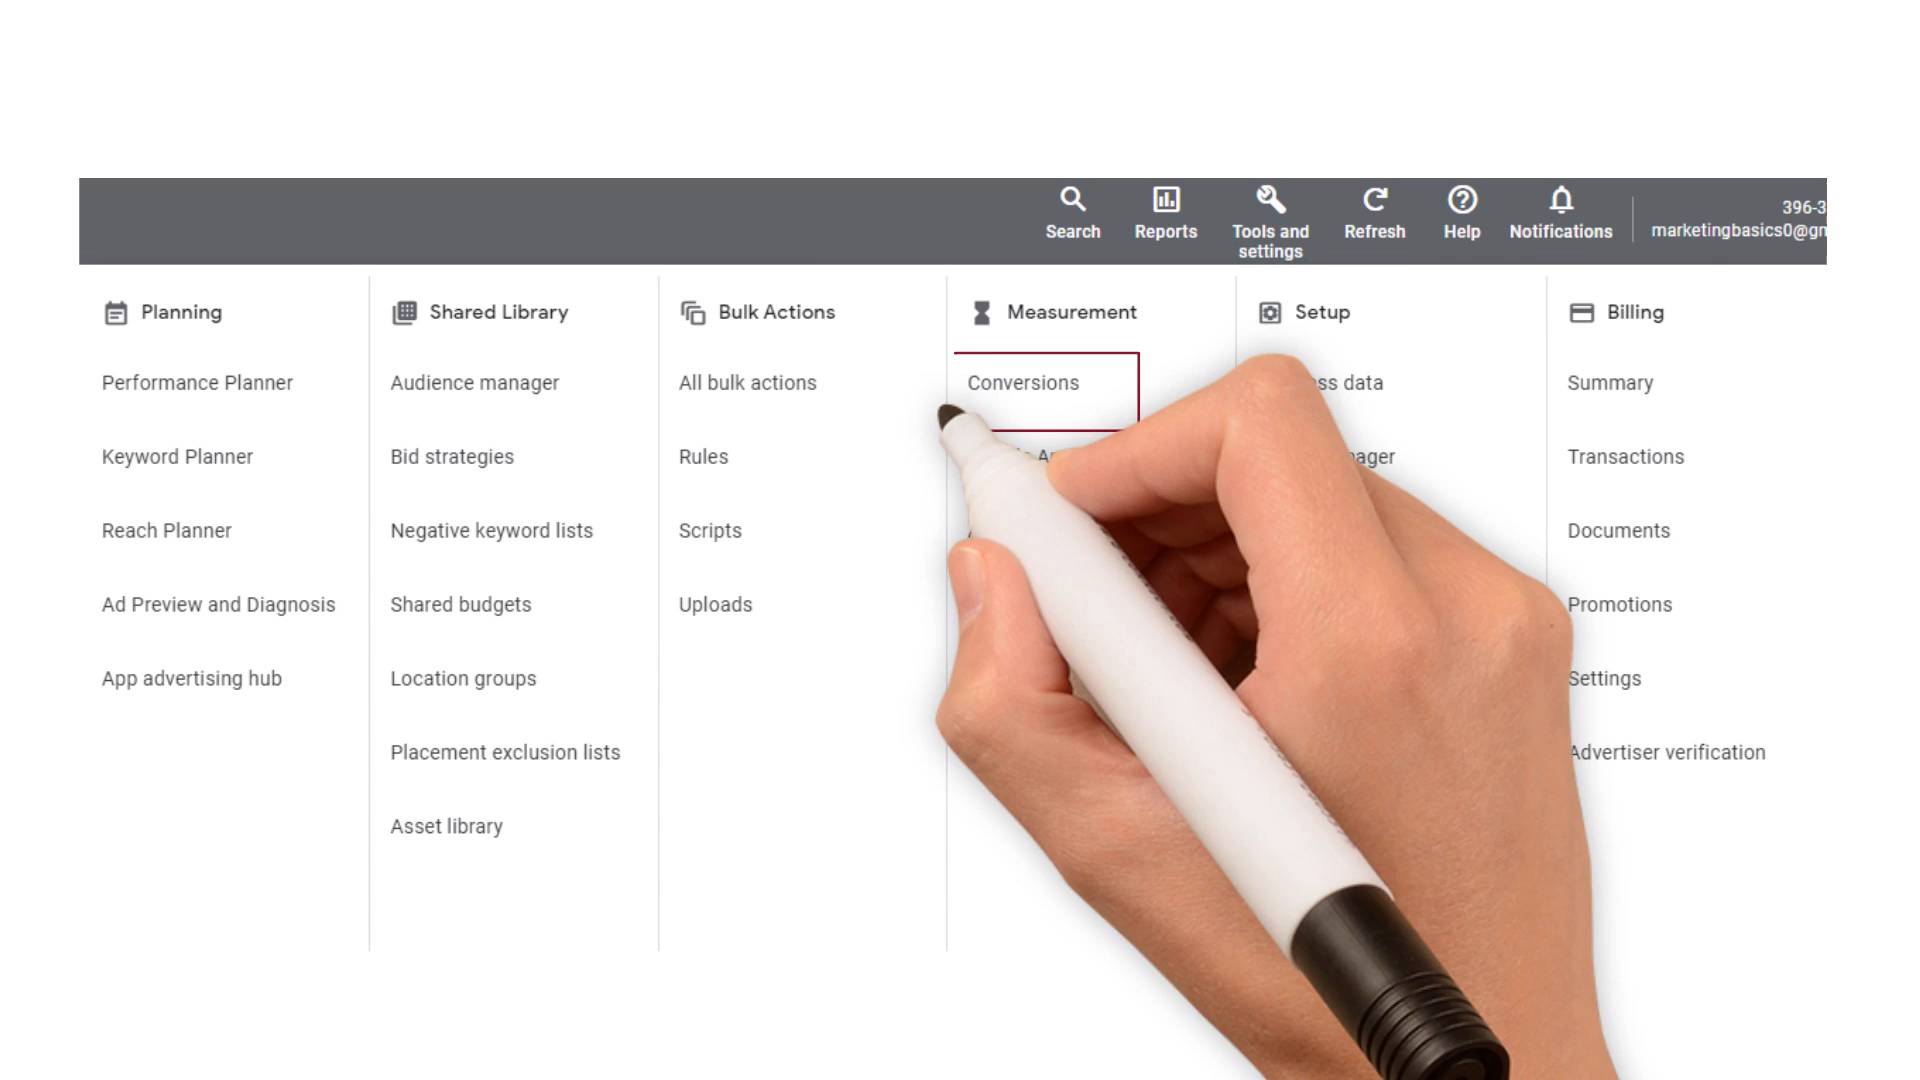 Search
Reports
Tools and
settings
Refresh
Help
Notifications
396-3
marketingbasics0@gm
Planning
Performance Planner
Keyword Planner
Reach Planner
Ad Preview and Diagnosis
App advertising hub
Shared Library
Audience manager
Bid strategies
Negative keyword lists
Shared budgets
Location groups
Placement exclusion lists
Asset library
Bulk Actions
All bulk actions
Rules
Scripts
Uploads
Measurement
Conversions
Setup
data
Billing
Summary
Transactions
Documents
Promotions
Settings
Advertiser verification